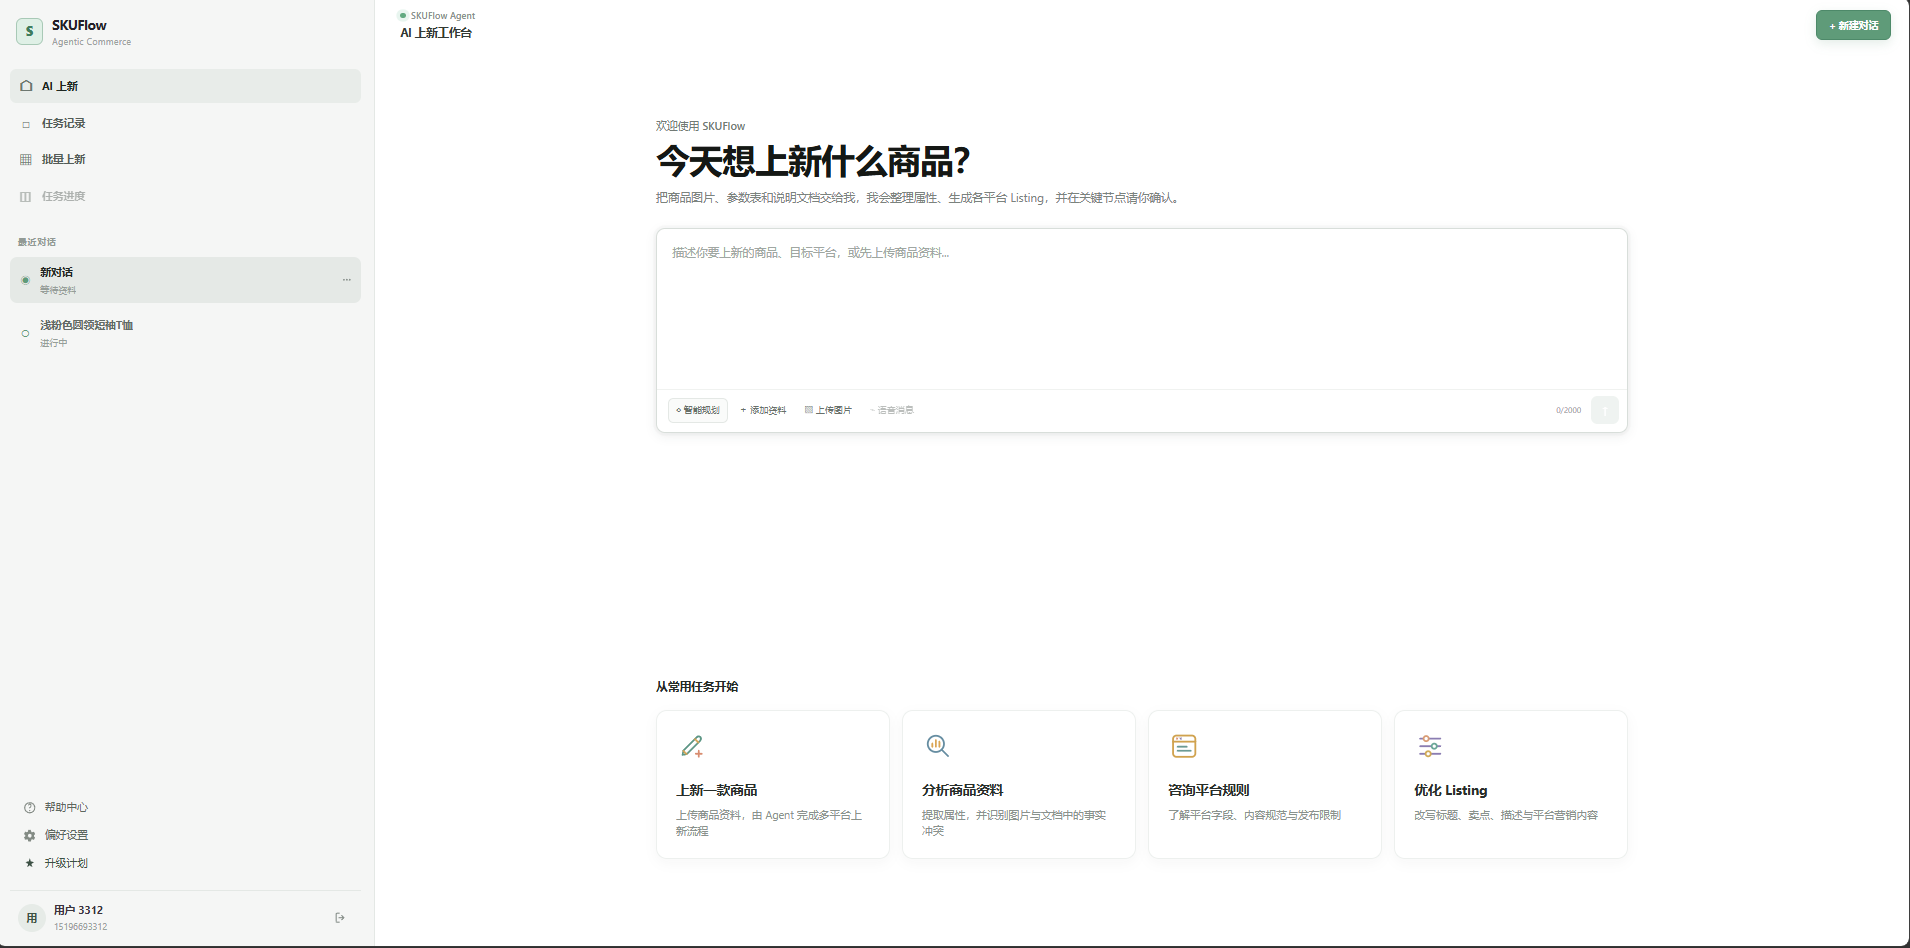 S
SKUFlow
Agentic Commerce
AI 上新
任务记录
批量上新
任务进度
最近对话
新对话
等待资料
...
浅粉色圆领短袖T恤
进行中
帮助中心
偏好设置
升级计划
用
用户 3312
15196693312
SKUFlow Agent
AI 上新工作台
+ 新建对话
欢迎使用 SKUFlow
今天想上新什么商品？
把商品图片、参数表和说明文档交给我，我会整理属性、生成各平台 Listing，并在关键节点请你确认。
描述你要上新的商品、目标平台，或先上传商品资料...
智能规划
+ 添加资料
上传图片
语音消息
0/2000
从常用任务开始
上新一款商品
上传商品资料，由 Agent 完成多平台上
新流程
分析商品资料
提取属性，并识别图片与文档中的事实
冲突
咨询平台规则
了解平台字段、内容规范与发布限制
优化 Listing
改写标题、卖点、描述与平台营销内容